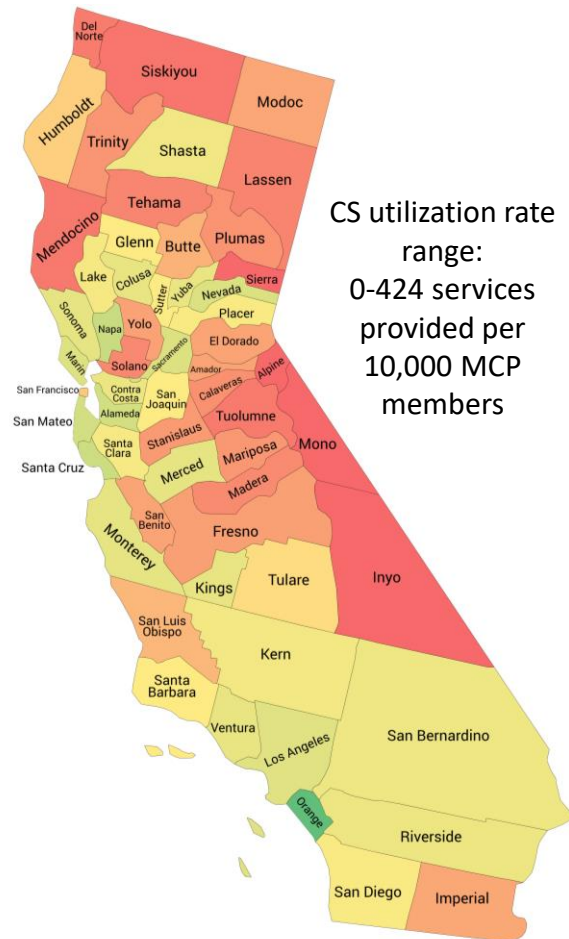 Del
Norte
Siskiyou
Modoc
Humboldt
Trinity
Shasta
Lassen
CS utilization rate
range:
0-424 services
provided per
10,000 MCP
members
Mendocino
Tehama
Plumas
Glenn
Butte
Sierra
Lake
Colusa
Sutter
Yuba
Nevada
Placer
Sonoma
Napa
Yolo
El Dorado
Sacramento
Alpine
Marin
Solano
Amador
Calaveras
San Francisco
Contra
Costa
San
Joaquin
Tuolumne
Mono
San Mateo
Alameda
Stanislaus
Santa
Clara
Mariposa
Santa Cruz
Merced
Madera
San
Benito
Fresno
Monterey
Kings
Tulare
Inyo
San Luis
Obispo
Kern
Santa
Barbara
San Bernardino
Ventura
Los Angeles
Orange
Riverside
San Diego
Imperial